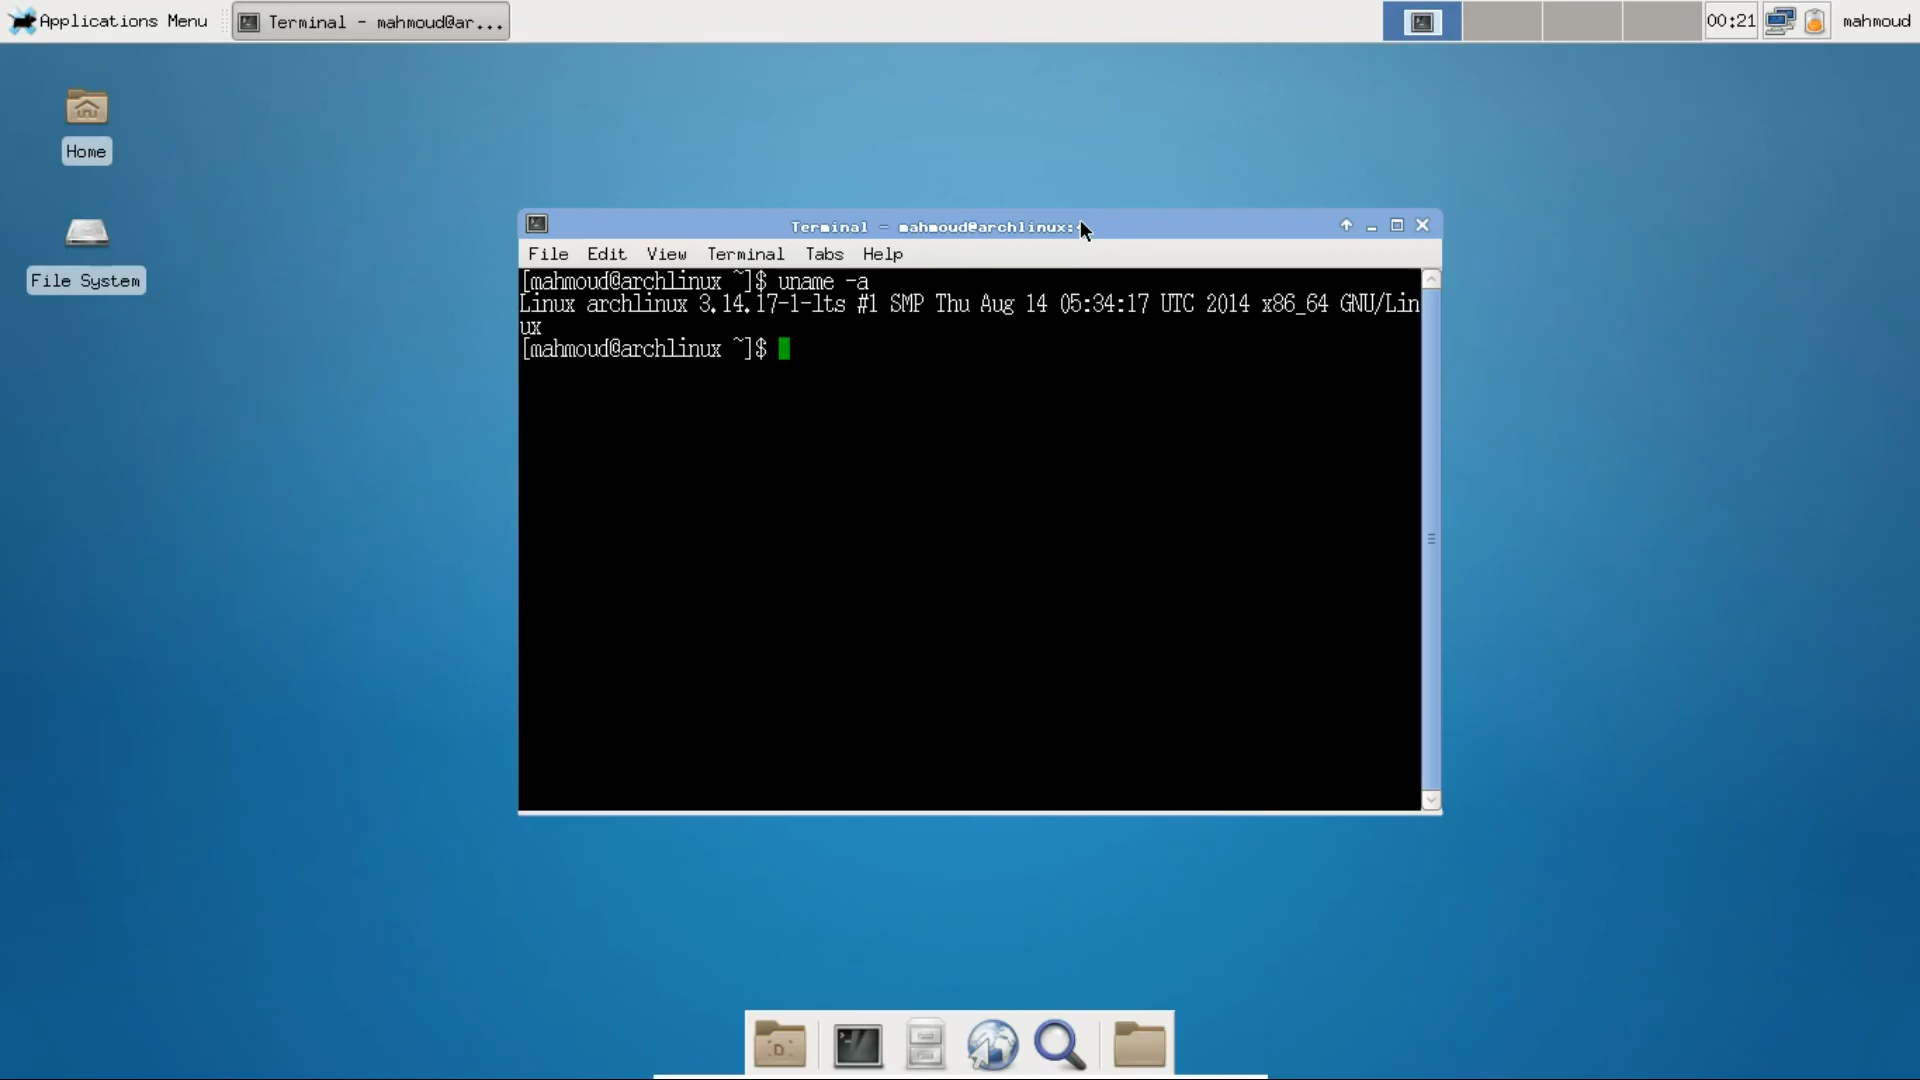 Applications Menu
Terminal - mahmoud@ar...
00:21
mahmoud
Home
File System
Terminal - mahmoud@archlinux:
File Edit View Terminal Tabs Help
[mahmoud@archlinux ~]$ uname -a
Linux archlinux 3.14.17-1-lts #1 SMP Thu Aug 14 05:34:17 UTC 2014 x86_64 GNU/Lin
ux
[mahmoud@archlinux ~]$